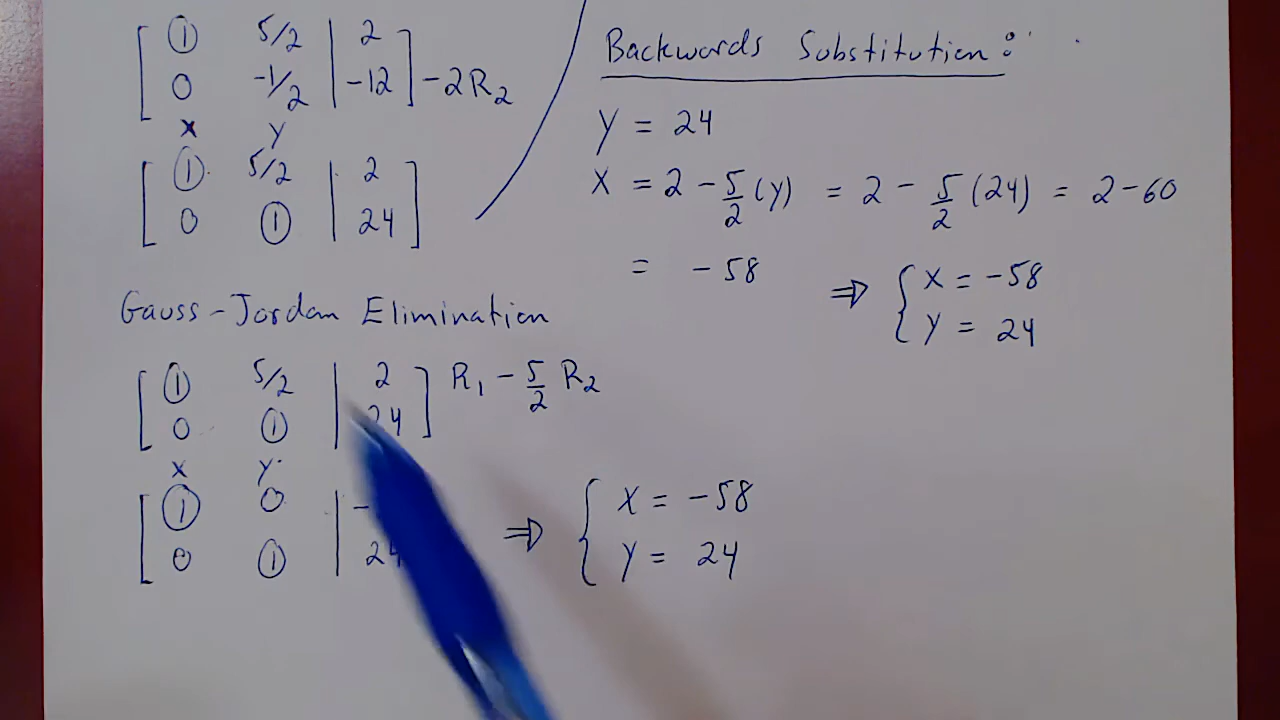 [ 1 5/2 | 2 ]
[ 0 -1/2 | -12 ] -2R₂
x y
[ 1 5/2 | 2 ]
[ 0 1 | 24 ]
Backwards Substitution:
y = 24
x = 2 - 5/2 (y) = 2 - 5/2 (24) = 2 - 60
= -58
⇒ { x = -58
y = 24
Gauss-Jordan Elimination
[ 1 5/2 | 2 ] R₁ - 5/2 R₂
[ 0 1 | 24 ]
x y
[ 1 0 | -
[ 0 1 | 24
⇒ { x = -58
y = 24